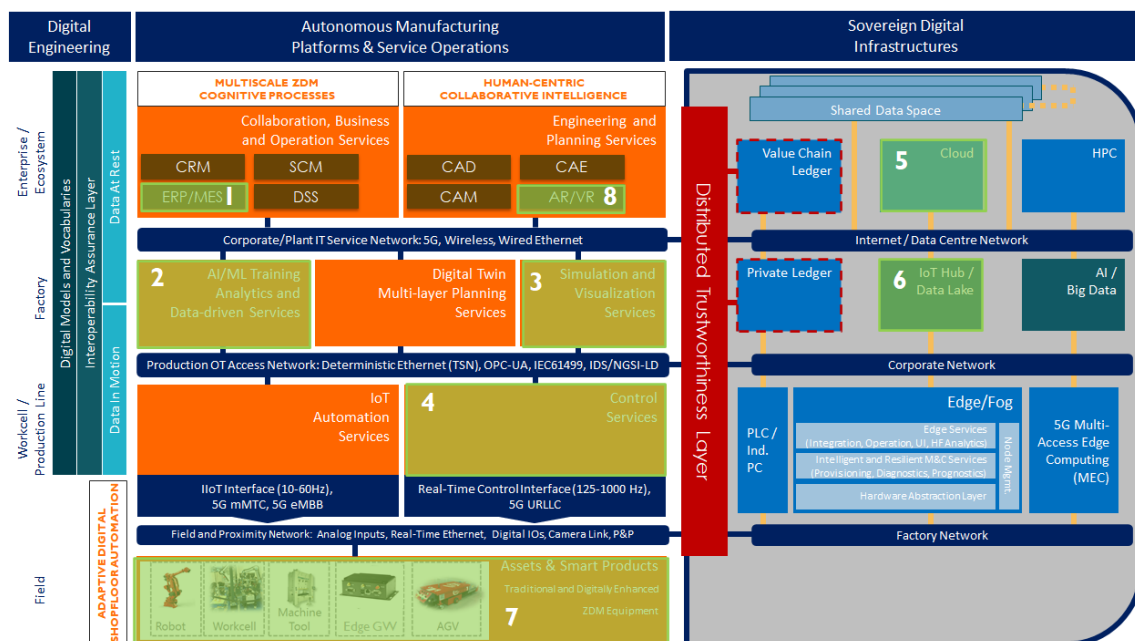 Digital
Engineering
Autonomous Manufacturing
Platforms & Service Operations
Sovereign Digital
Infrastructures
Enterprise /
Ecosystem
Factory
Workcell /
Production Line
Field
Digital Models and Vocabularies
Interoperability Assurance Layer
Data At Rest
Data In Motion
ADAPTIVE DIGITAL
SHOPFLOOR AUTOMATION
MULTISCALE ZDM
COGNITIVE PROCESSES
HUMAN-CENTRIC
COLLABORATIVE INTELLIGENCE
Collaboration, Business
and Operation Services
CRM
SCM
ERP/MES
1
DSS
Engineering and
Planning Services
CAD
CAE
CAM
AR/VR
8
Corporate/Plant IT Service Network: 5G, Wireless, Wired Ethernet
2
AI/ML Training
Analytics and
Data-driven Services
Digital Twin
Multi-layer Planning
Services
3
Simulation and
Visualization
Services
Production OT Access Network: Deterministic Ethernet (TSN), OPC-UA, IEC61499, IDS/NGSI-LD
IoT
Automation
Services
4
Control
Services
IIoT Interface (10-60Hz),
5G mMTC, 5G eMBB
Real-Time Control Interface (125-1000 Hz),
5G URLLC
Field and Proximity Network: Analog Inputs, Real-Time Ethernet, Digital IOs, Camera Link, P&P
Assets & Smart Products
Traditional and Digitally Enhanced
ZDM Equipment
7
Robot
Workcell
Machine
Tool
Edge GW
AGV
Distributed Trustworthiness Layer
Shared Data Space
Value Chain
Ledger
5
Cloud
HPC
Internet / Data Centre Network
Private Ledger
6
IoT Hub /
Data Lake
AI /
Big Data
Corporate Network
PLC /
Ind.
PC
Edge/Fog
Edge Services
(Integration, Operation, UI, HF Analytics)
Intelligent and Resilient M&C Services
(Provisioning, Diagnostics, Prognostics)
Hardware Abstraction Layer
Node Mgmt.
5G Multi-
Access Edge
Computing
(MEC)
Factory Network